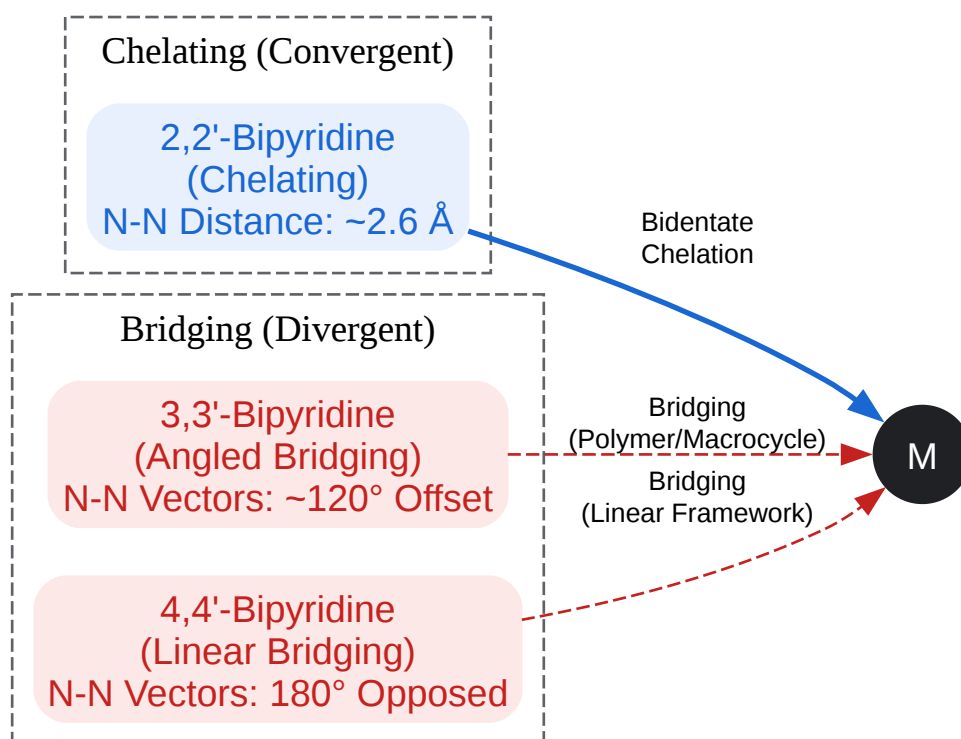 Chelating (Convergent)
2,2'-Bipyridine
(Chelating)
N-N Distance: ~2.6 Å
Bidentate
Chelation
Bridging (Divergent)
3,3'-Bipyridine
(Angled Bridging)
N-N Vectors: ~120° Offset
Bridging
(Polymer/Macrocycle)
M
Bridging
(Linear Framework)
4,4'-Bipyridine
(Linear Bridging)
N-N Vectors: 180° Opposed